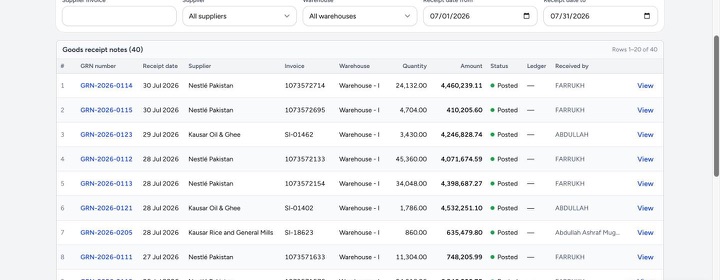 Supplier invoice Supplier Warehouse Receipt date from Receipt date to
All suppliers All warehouses 07/01/2026 07/31/2026
Goods receipt notes (40) Rows 1–20 of 40
# GRN number Receipt date Supplier Invoice Warehouse Quantity Amount Status Ledger Received by
1 GRN-2026-0114 30 Jul 2026 Nestlé Pakistan 1073572714 Warehouse - I 24,132.00 4,460,239.11 Posted — FARRUKH View
2 GRN-2026-0115 30 Jul 2026 Nestlé Pakistan 1073572695 Warehouse - I 4,704.00 410,205.60 Posted — FARRUKH View
3 GRN-2026-0123 29 Jul 2026 Kausar Oil & Ghee SI-01462 Warehouse - I 3,430.00 4,246,828.74 Posted — ABDULLAH View
4 GRN-2026-0112 28 Jul 2026 Nestlé Pakistan 1073572133 Warehouse - I 45,360.00 4,071,674.59 Posted — FARRUKH View
5 GRN-2026-0113 28 Jul 2026 Nestlé Pakistan 1073572154 Warehouse - I 34,048.00 4,398,687.27 Posted — FARRUKH View
6 GRN-2026-0121 28 Jul 2026 Kausar Oil & Ghee SI-01402 Warehouse - I 1,786.00 4,532,251.10 Posted — ABDULLAH View
7 GRN-2026-0205 28 Jul 2026 Kausar Rice and General Mills SI-18623 Warehouse - I 860.00 635,479.80 Posted — Abdullah Ashraf Mug... View
8 GRN-2026-0111 27 Jul 2026 Nestlé Pakistan 1073571633 Warehouse - I 11,304.00 748,205.99 Posted — FARRUKH View